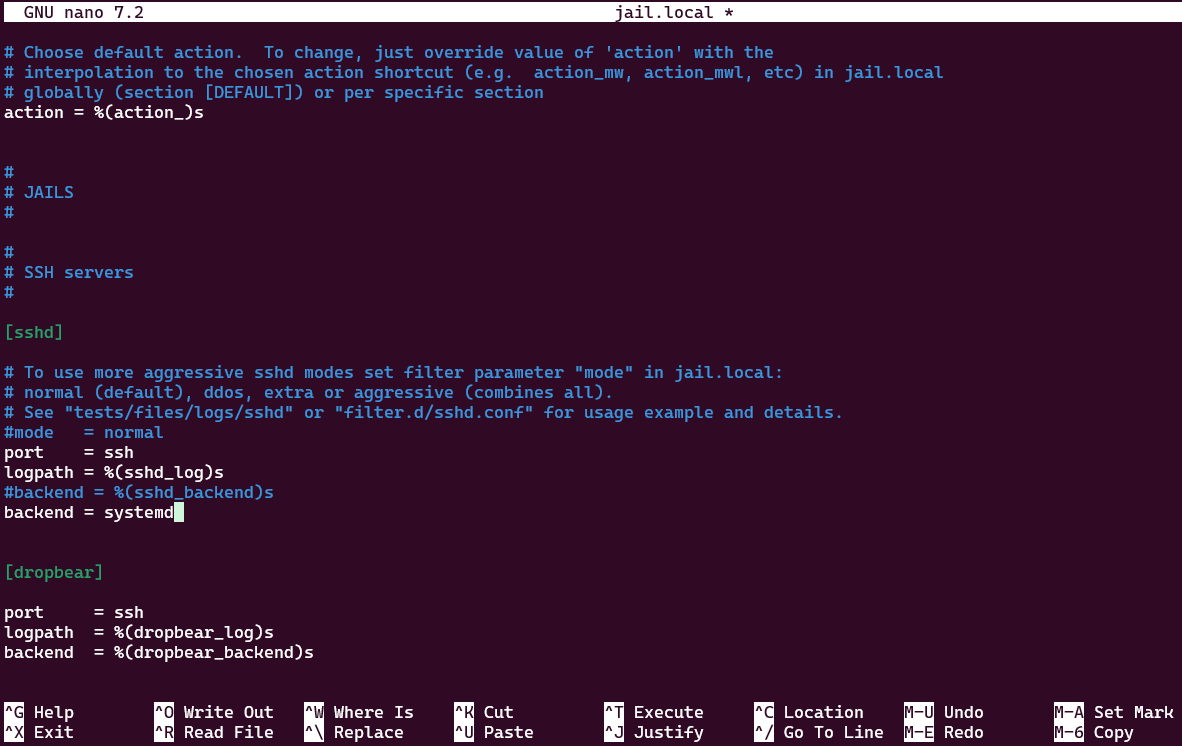 GNU nano 7.2 jail.local *
# Choose default action.  To change, just override value of 'action' with the
# interpolation to the chosen action shortcut (e.g.  action_mw, action_mwl, etc) in jail.local
# globally (section [DEFAULT]) or per specific section
action = %(action_)s
#
# JAILS
#
#
# SSH servers
#
[sshd]
# To use more aggressive sshd modes set filter parameter "mode" in jail.local:
# normal (default), ddos, extra or aggressive (combines all).
# See "tests/files/logs/sshd" or "filter.d/sshd.conf" for usage example and details.
#mode   = normal
port    = ssh
logpath = %(sshd_log)s
#backend = %(sshd_backend)s
backend = systemd
[dropbear]
port     = ssh
logpath  = %(dropbear_log)s
backend  = %(dropbear_backend)s
^G Help ^O Write Out ^W Where Is ^K Cut ^T Execute ^C Location M-U Undo M-A Set Mark
^X Exit ^R Read File ^\ Replace ^U Paste ^J Justify ^/ Go To Line M-E Redo M-6 Copy